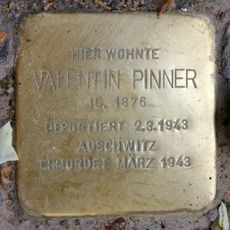 HIER WOHNTE
VALENTIN PINNER
JG. 1876
DEPORTIERT 2.3.1943
AUSCHWITZ
ERMORDET MÄRZ 1943